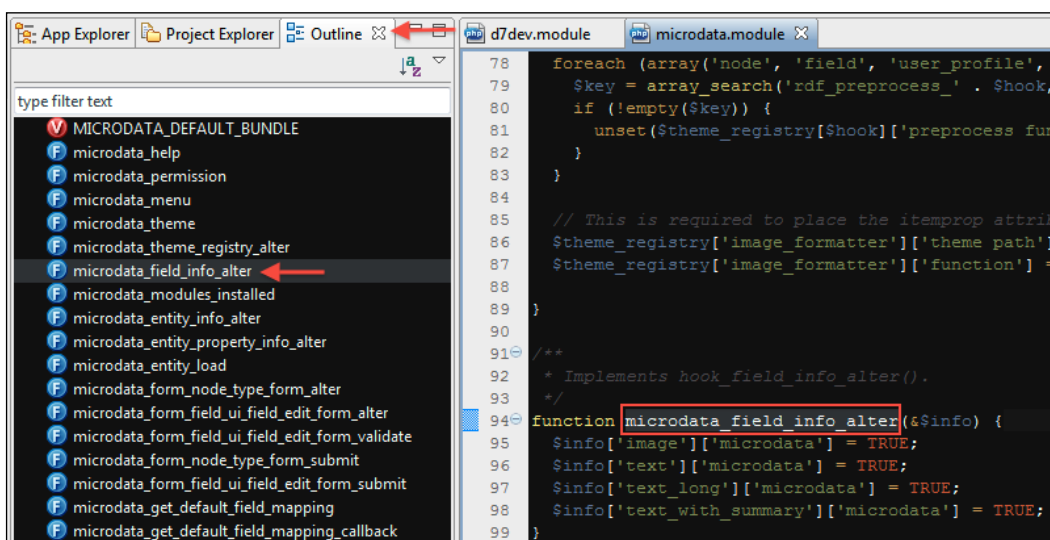 App Explorer Project Explorer Outline
type filter text
MICRODATA_DEFAULT_BUNDLE
microdata_help
microdata_permission
microdata_menu
microdata_theme
microdata_theme_registry_alter
microdata_field_info_alter
microdata_modules_installed
microdata_entity_info_alter
microdata_entity_property_info_alter
microdata_entity_load
microdata_form_node_type_form_alter
microdata_form_field_ui_field_edit_form_alter
microdata_form_field_ui_field_edit_form_validate
microdata_form_node_type_form_submit
microdata_form_field_ui_field_edit_form_submit
microdata_get_default_field_mapping
microdata_get_default_field_mapping_callback
d7dev.module microdata.module
78 foreach (array('node', 'field', 'user_profile',
79 $key = array_search('rdf_preprocess_' . $hook,
80 if (!empty($key)) {
81 unset($theme_registry[$hook]['preprocess fun
82 }
83 }
84
85 // This is required to place the itemprop attri
86 $theme_registry['image_formatter']['theme path']
87 $theme_registry['image_formatter']['function'] =
88
89 }
90
91 /**
92 * Implements hook_field_info_alter().
93 */
94 function microdata_field_info_alter(&$info) {
95 $info['image']['microdata'] = TRUE;
96 $info['text']['microdata'] = TRUE;
97 $info['text_long']['microdata'] = TRUE;
98 $info['text_with_summary']['microdata'] = TRUE;
99 }